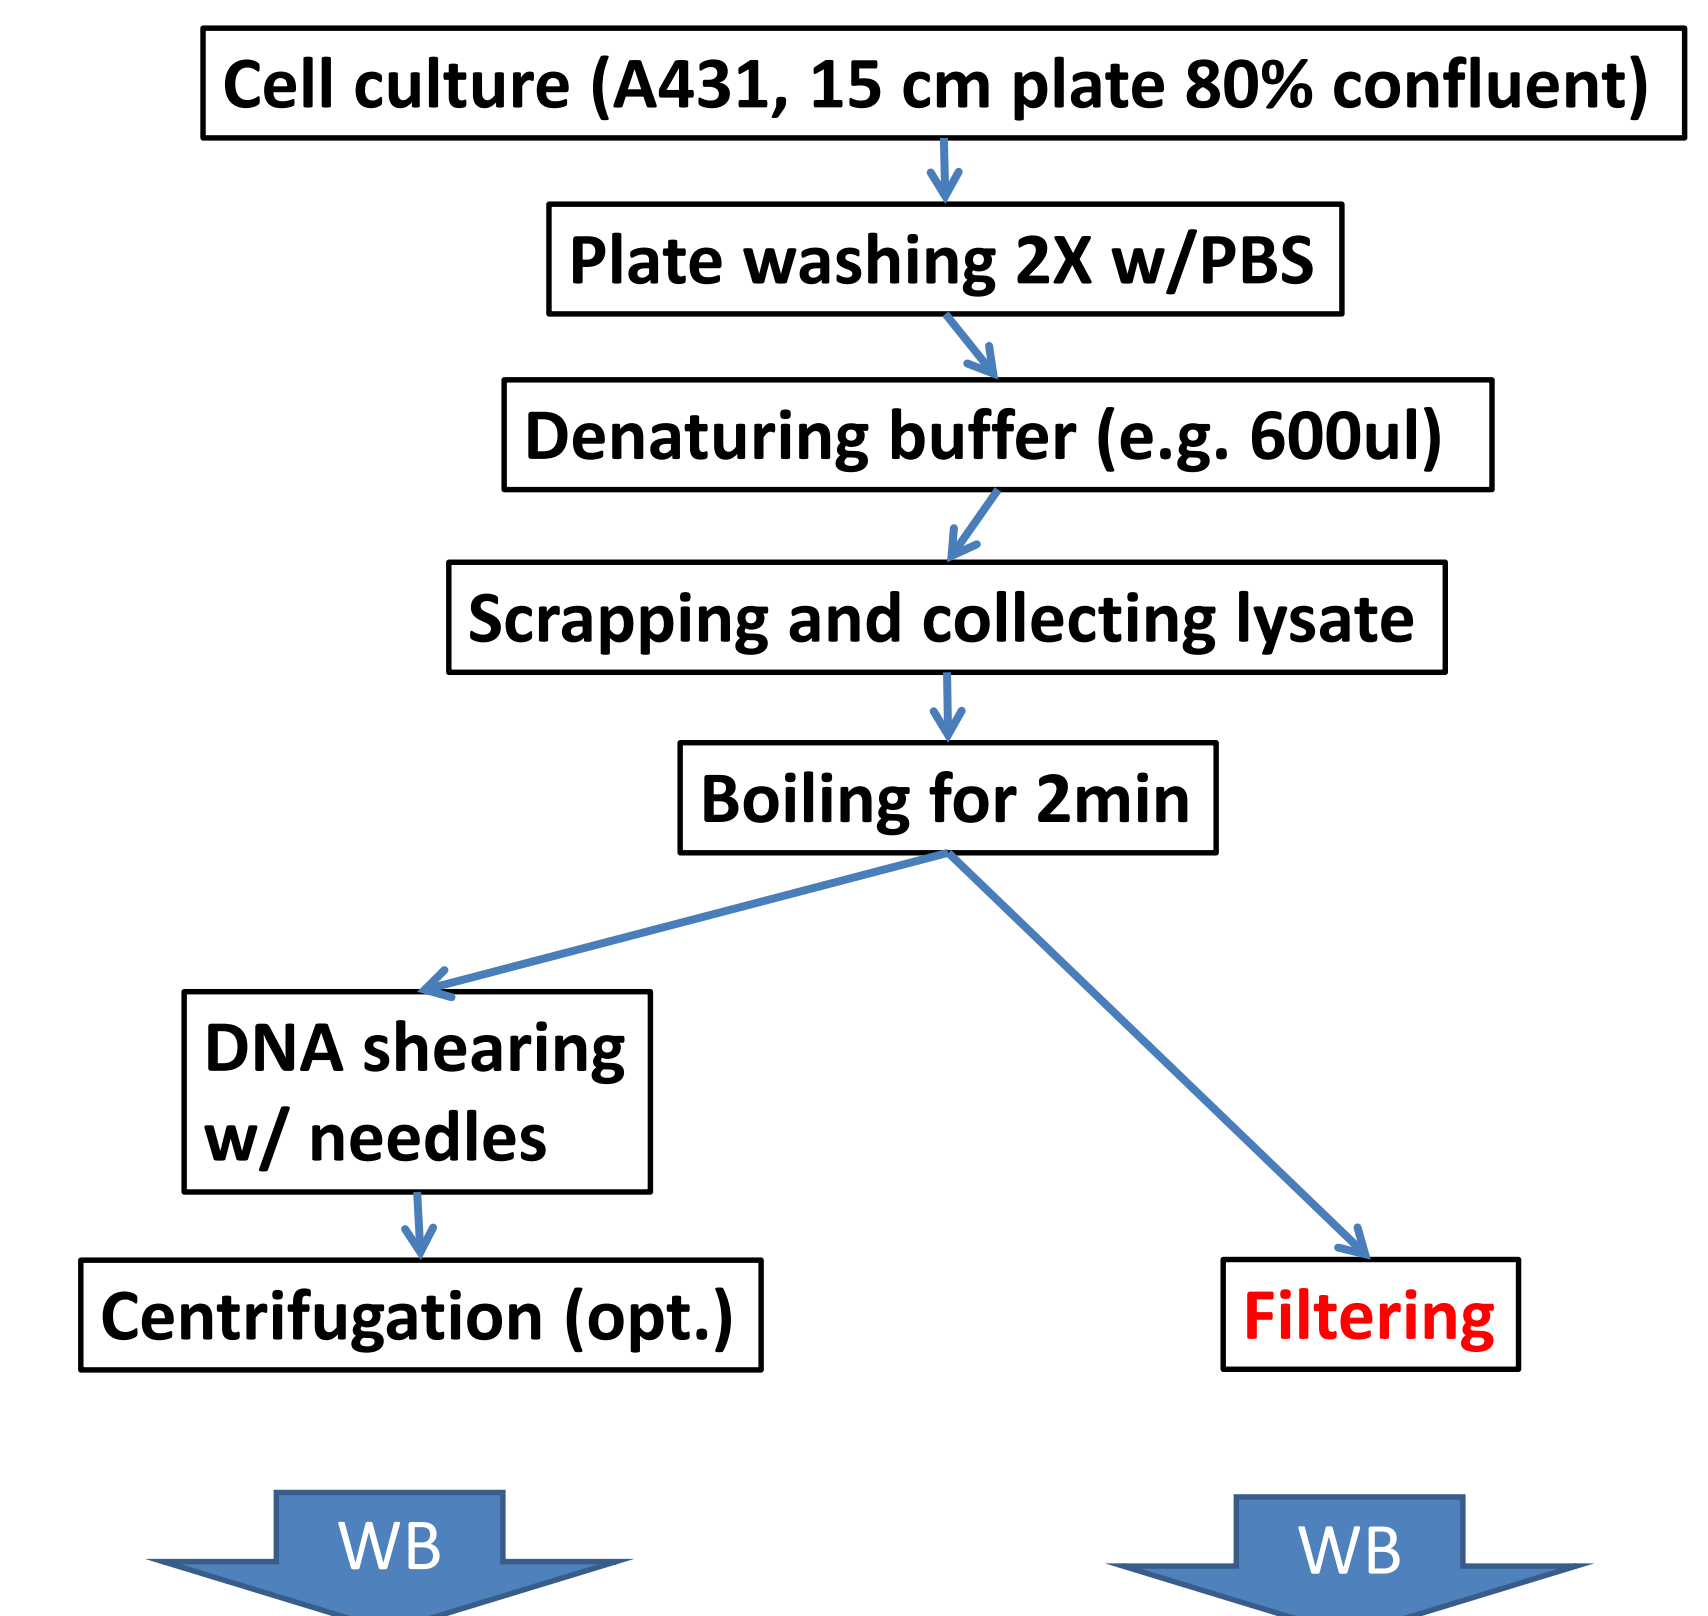 Cell culture (A431, 15 cm plate 80% confluent)
Plate washing 2X w/PBS
Denaturing buffer (e.g. 600ul)
Scrapping and collecting lysate
Boiling for 2min
DNA shearing
w/ needles
Centrifugation (opt.)
Filtering
WB
WB